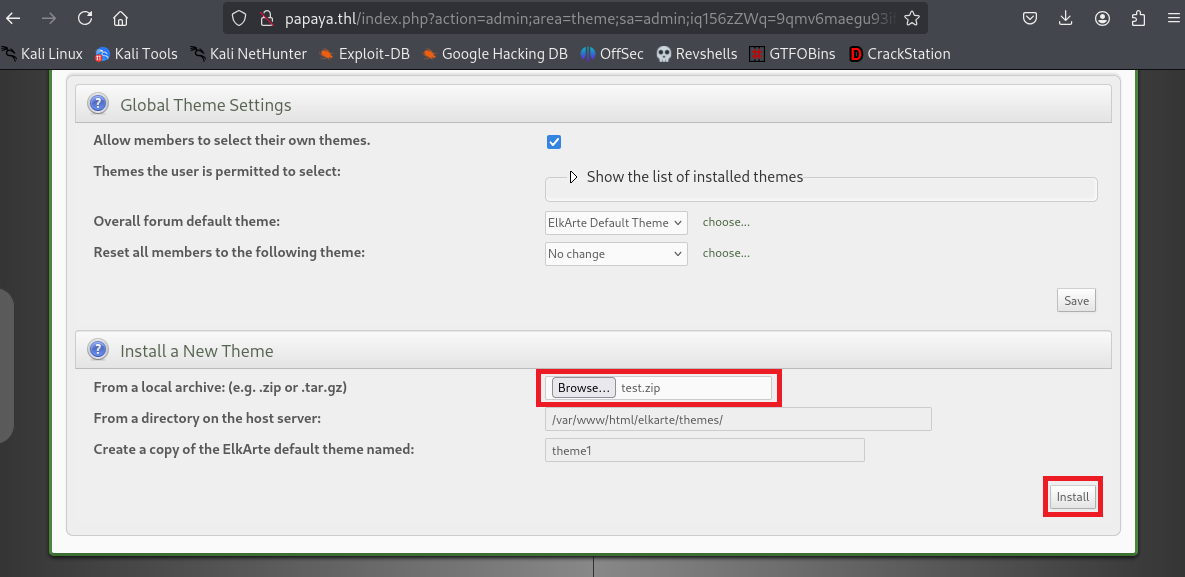 papaya.thl/index.php?action=admin;area=theme;sa=admin;iq156zZWq=9qmv6maegu93i
Kali Linux Kali Tools Kali NetHunter Exploit-DB Google Hacking DB OffSec Revshells GTFOBins CrackStation
Global Theme Settings
Allow members to select their own themes.
Themes the user is permitted to select:
Show the list of installed themes
Overall forum default theme: ElkArte Default Theme choose...
Reset all members to the following theme: No change choose...
Save
Install a New Theme
From a local archive: (e.g. .zip or .tar.gz) Browse... test.zip
From a directory on the host server: /var/www/html/elkarte/themes/
Create a copy of the ElkArte default theme named: theme1
Install